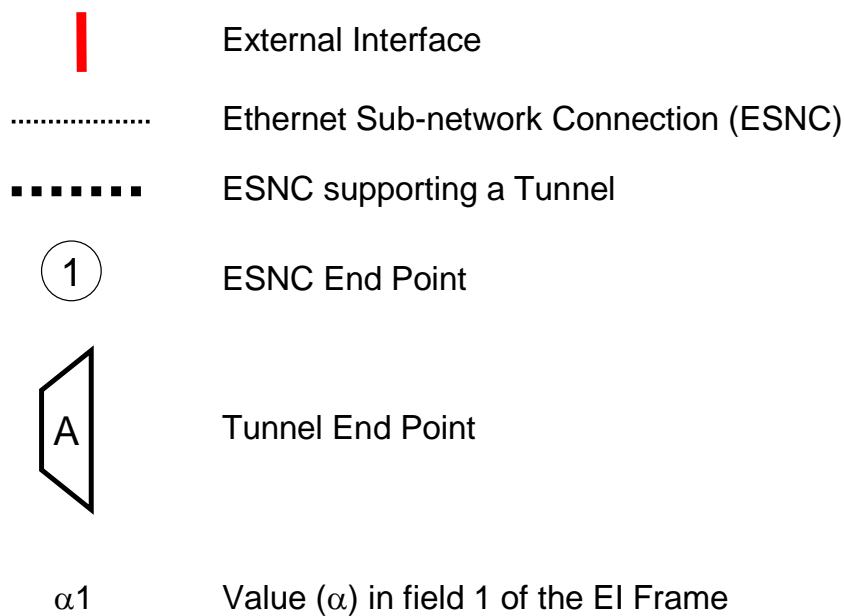 External Interface
Ethernet Sub-network Connection (ESNC)
ESNC supporting a Tunnel
1 ESNC End Point
A Tunnel End Point
α1 Value (α) in field 1 of the EI Frame